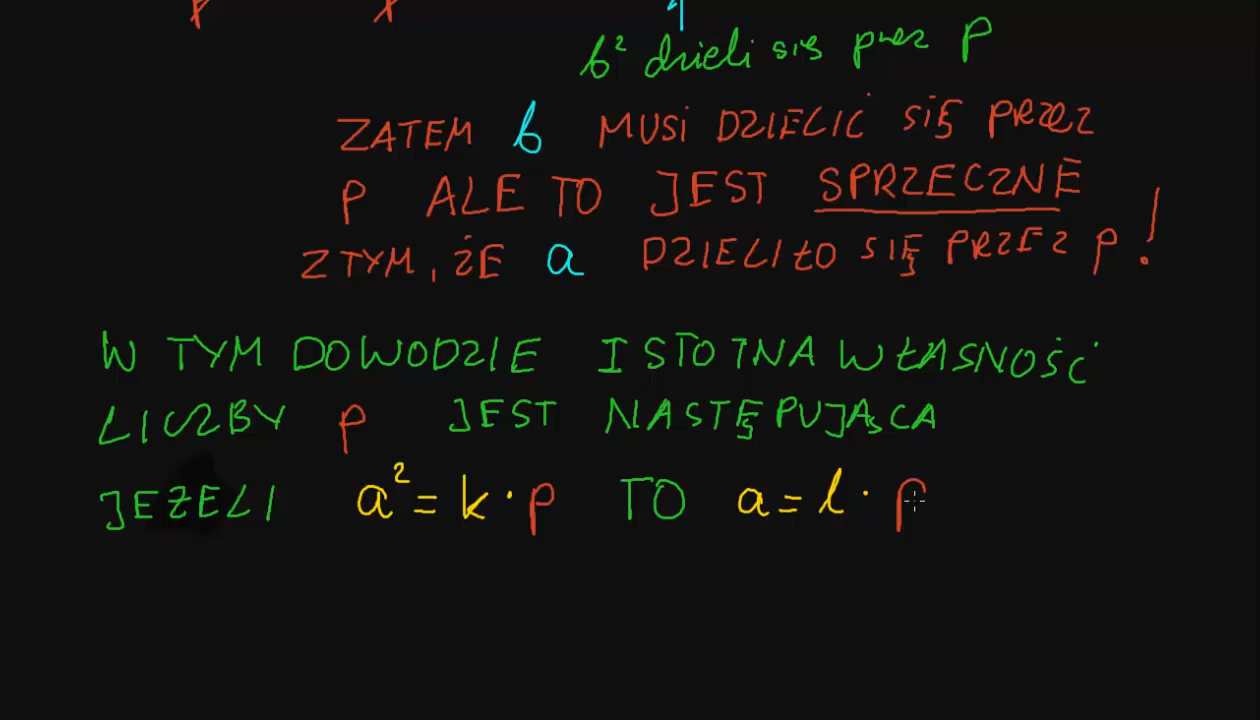 b² dzieli się przez p
ZATEM b MUSI DZIELIĆ SIĘ PRZEZ
P ALE TO JEST SPRZECZNE
Z TYM, ŻE a DZIELIŁO SIĘ PRZEZ p!
W TYM DOWODZIE ISTOTNA WŁASNOŚĆ
LICZBY p JEST NASTĘPUJĄCA
JEŻELI a² = k · p TO a = l · p